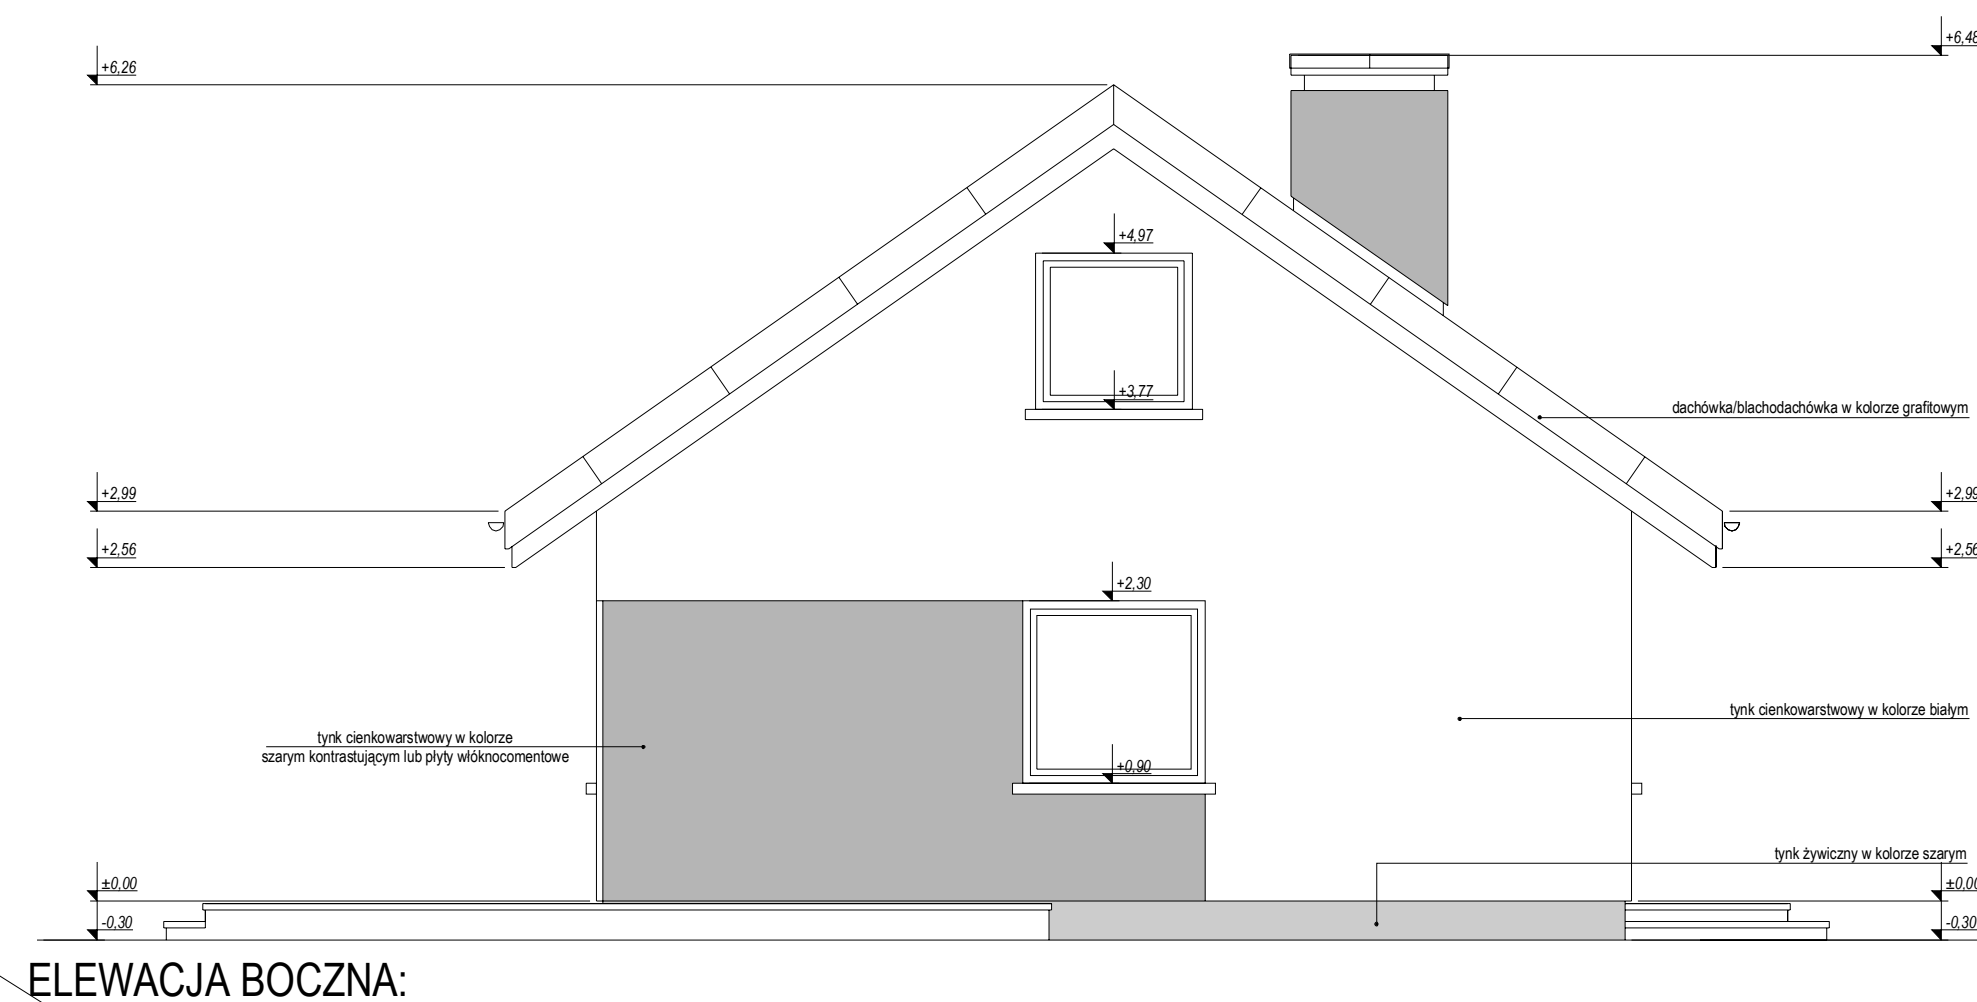 +6,48
+6,26
+4,97
+3,77
dachówka/blachodachówka w kolorze grafitowym
+2,99
+2,99
+2,56
+2,56
+2,30
tynk cienkowarstwowy w kolorze białym
tynk cienkowarstwowy w kolorze
szarym kontrastującym lub płyty włóknocomentowe
+0,90
tynk żywiczny w kolorze szarym
±0,00
±0,00
-0,30
-0,30
ELEWACJA BOCZNA: